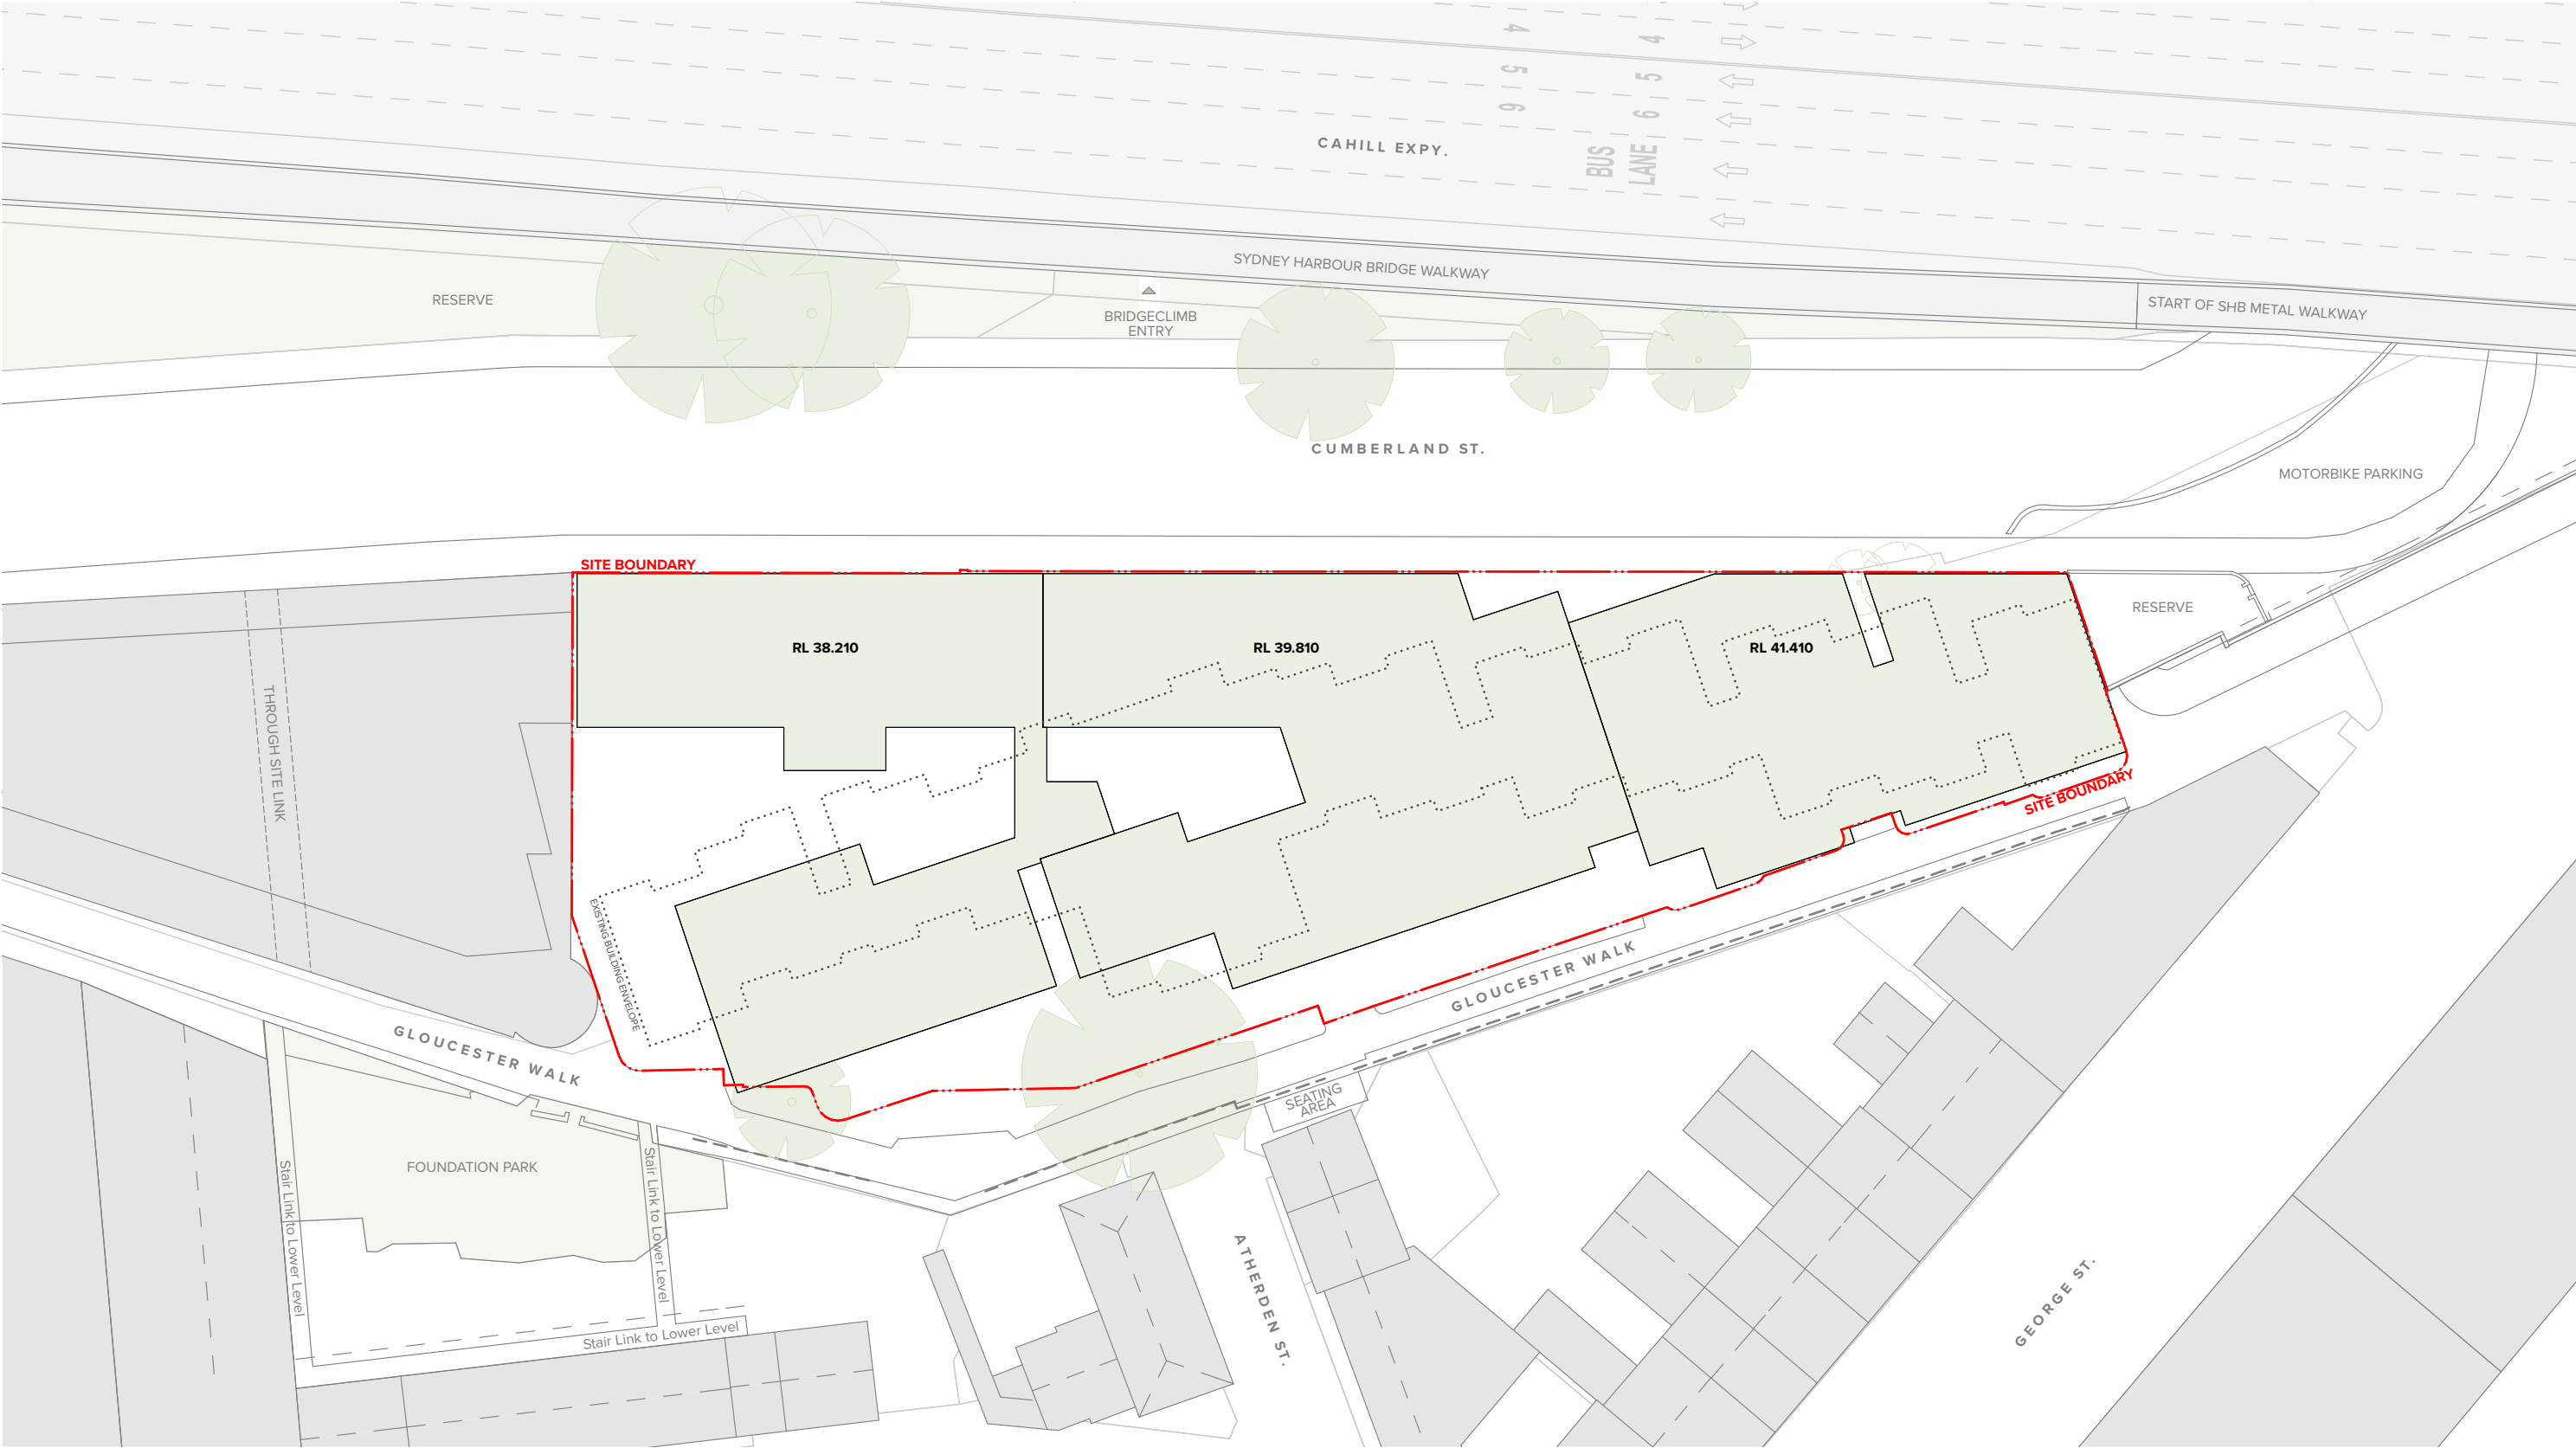 4
4
5
5
6
6
CAHILL EXPY.
BUS
LANE
SYDNEY HARBOUR BRIDGE WALKWAY
START OF SHB METAL WALKWAY
RESERVE
BRIDGECLIMB
ENTRY
CUMBERLAND ST.
MOTORBIKE PARKING
SITE BOUNDARY
RESERVE
RL 38.210
RL 39.810
RL 41.410
THROUGH SITE LINK
SITE BOUNDARY
EXISTING BUILDING ENVELOPE
GLOUCESTER WALK
GLOUCESTER WALK
SEATING
AREA
FOUNDATION PARK
Stair Link to Lower Level
Stair Link to Lower Level
Stair Link to Lower Level
ATHERDEN ST.
GEORGE ST.